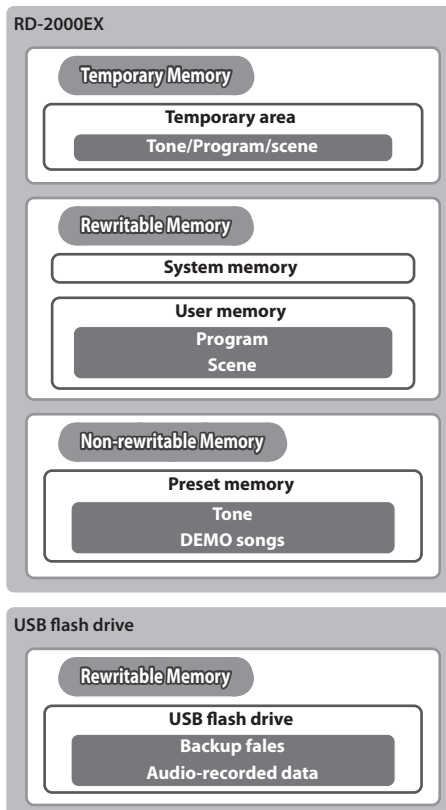 RD-2000EX
Temporary Memory
Temporary area
Tone/Program/scene
Rewritable Memory
System memory
User memory
Program
Scene
Non-rewritable Memory
Preset memory
Tone
DEMO songs
USB flash drive
Rewritable Memory
USB flash drive
Backup fales
Audio-recorded data